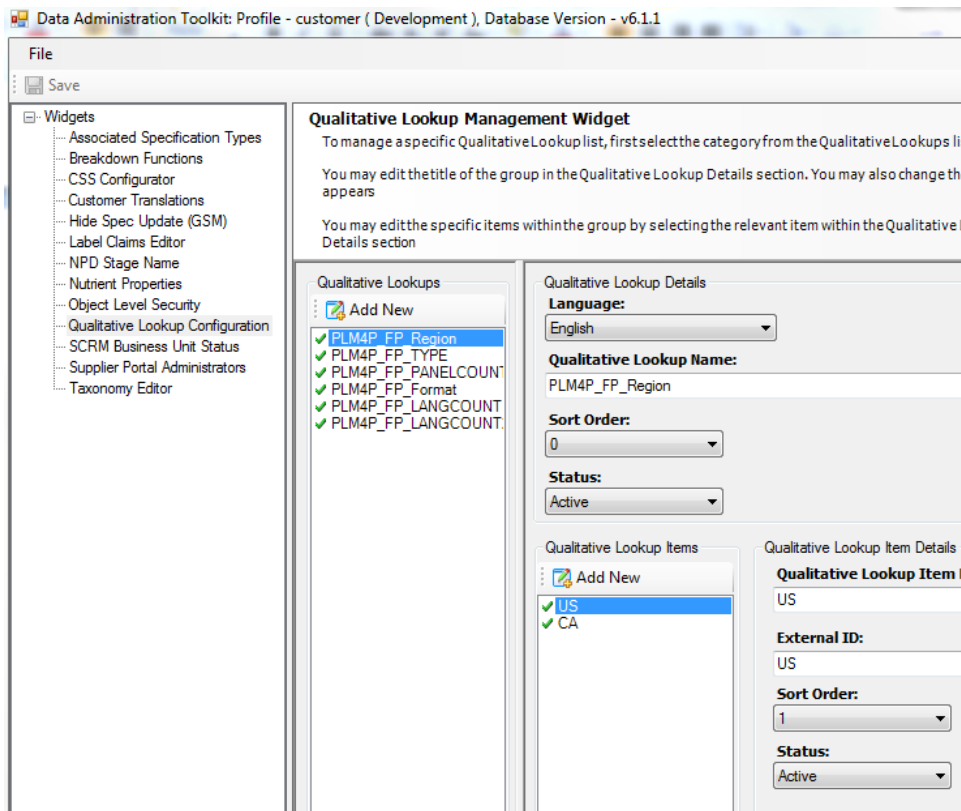 Data Administration Toolkit: Profile - customer ( Development ), Database Version - v6.1.1
File
Save
Widgets
Associated Specification Types
Breakdown Functions
CSS Configurator
Customer Translations
Hide Spec Update (GSM)
Label Claims Editor
NPD Stage Name
Nutrient Properties
Object Level Security
Qualitative Lookup Configuration
SCRM Business Unit Status
Supplier Portal Administrators
Taxonomy Editor
Qualitative Lookup Management Widget
To manage a specific Qualitative Lookup list, first select the category from the Qualitative Lookups li
You may edit the title of the group in the Qualitative Lookup Details section. You may also change th
appears
You may edit the specific items within the group by selecting the relevant item within the Qualitative
Details section
Qualitative Lookups
Add New
PLM4P_FP_Region
PLM4P_FP_TYPE
PLM4P_FP_PANELCOUNT
PLM4P_FP_Format
PLM4P_FP_LANGCOUNT
PLM4P_FP_LANGCOUNT.
Qualitative Lookup Details
Language:
English
Qualitative Lookup Name:
PLM4P_FP_Region
Sort Order:
0
Status:
Active
Qualitative Lookup Items
Add New
US
CA
Qualitative Lookup Item Details
Qualitative Lookup Item
US
External ID:
US
Sort Order:
1
Status:
Active